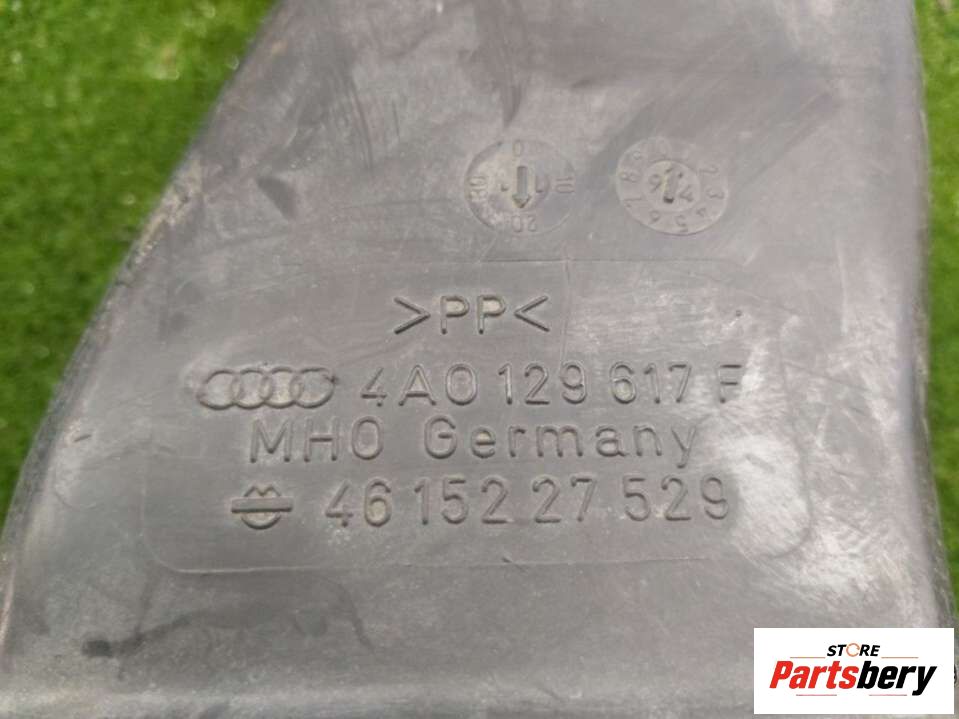 >PP<
4A0 129 617 F
MHO Germany
46 152 27 529
STORE
Partsbery